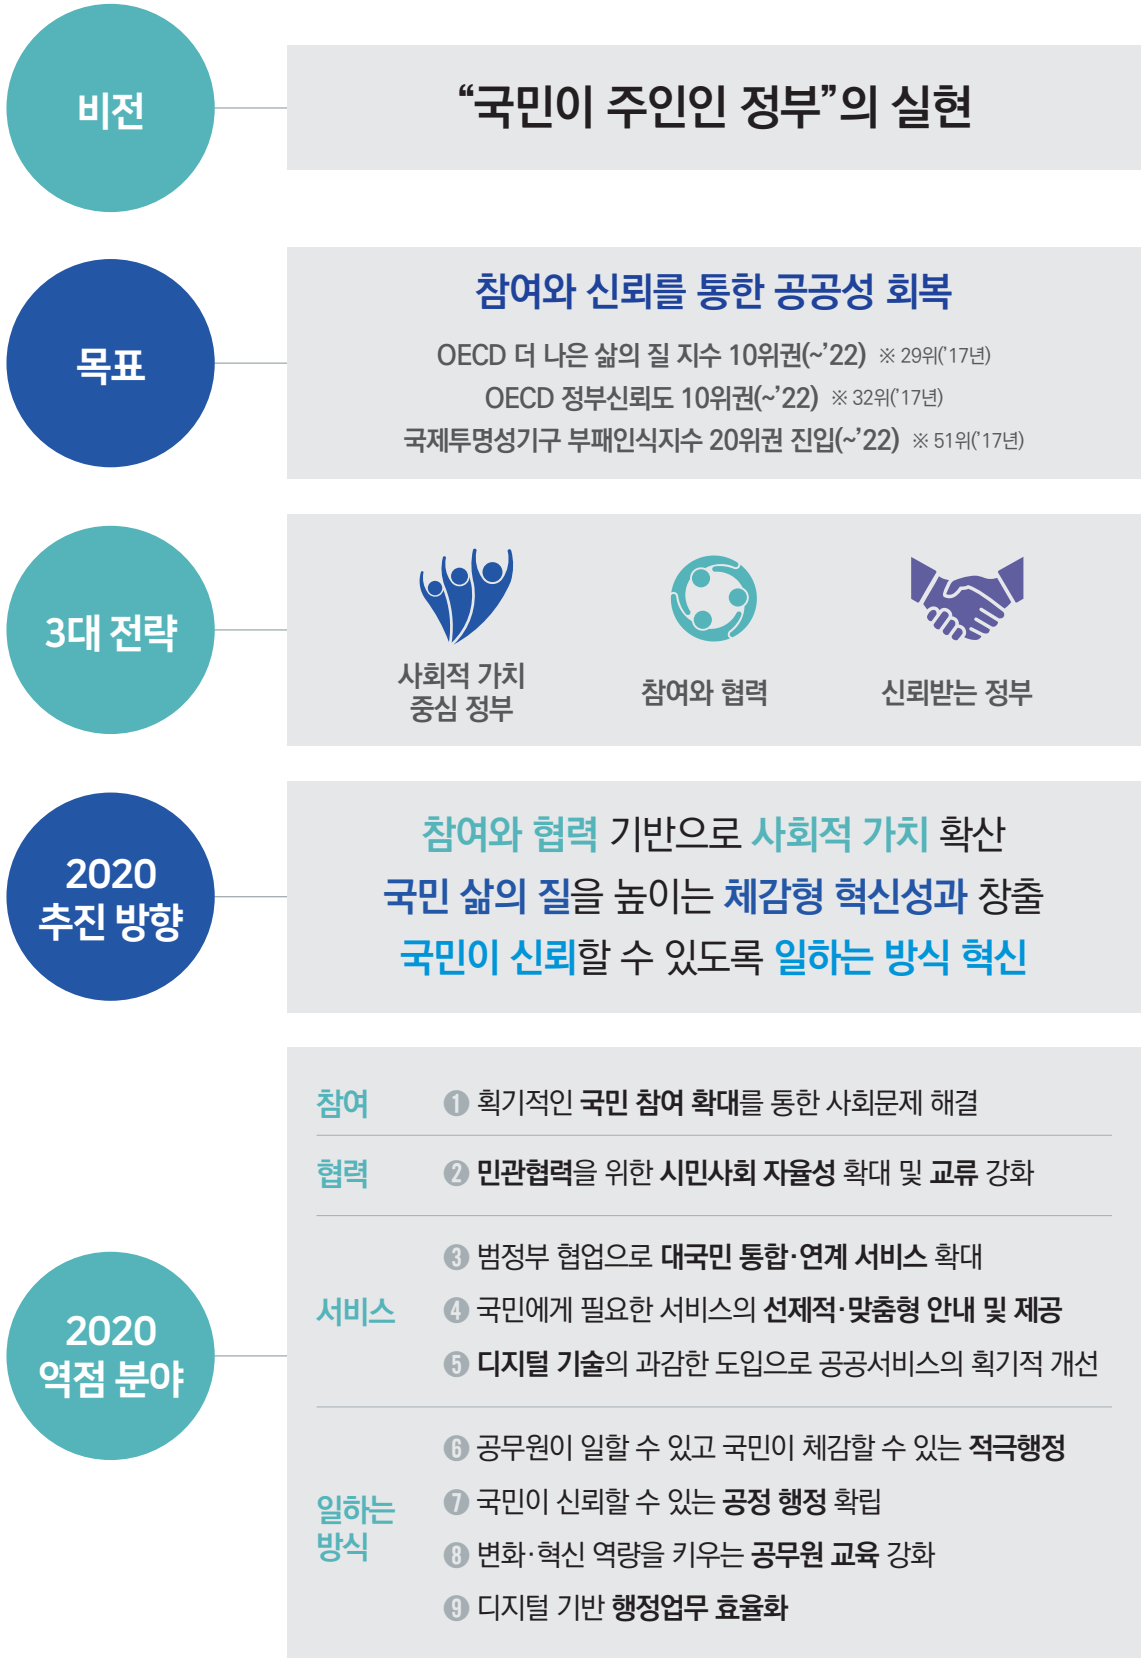 비전
“국민이 주인인 정부”의 실현
목표
참여와 신뢰를 통한 공공성 회복
OECD 더 나은 삶의 질 지수 10위권(~’22) ※ 29위(’17년)
OECD 정부신뢰도 10위권(~’22) ※ 32위(’17년)
국제투명성기구 부패인식지수 20위권 진입(~’22) ※ 51위(’17년)
3대 전략
사회적 가치
중심 정부
참여와 협력
신뢰받는 정부
2020
추진 방향
참여와 협력 기반으로 사회적 가치 확산
국민 삶의 질을 높이는 체감형 혁신성과 창출
국민이 신뢰할 수 있도록 일하는 방식 혁신
2020
역점 분야
참여
❶ 획기적인 국민 참여 확대를 통한 사회문제 해결
협력
❷ 민관협력을 위한 시민사회 자율성 확대 및 교류 강화
서비스
❸ 범정부 협업으로 대국민 통합·연계 서비스 확대
❹ 국민에게 필요한 서비스의 선제적·맞춤형 안내 및 제공
❺ 디지털 기술의 과감한 도입으로 공공서비스의 획기적 개선
일하는
방식
❻ 공무원이 일할 수 있고 국민이 체감할 수 있는 적극행정
❼ 국민이 신뢰할 수 있는 공정 행정 확립
❽ 변화·혁신 역량을 키우는 공무원 교육 강화
❾ 디지털 기반 행정업무 효율화